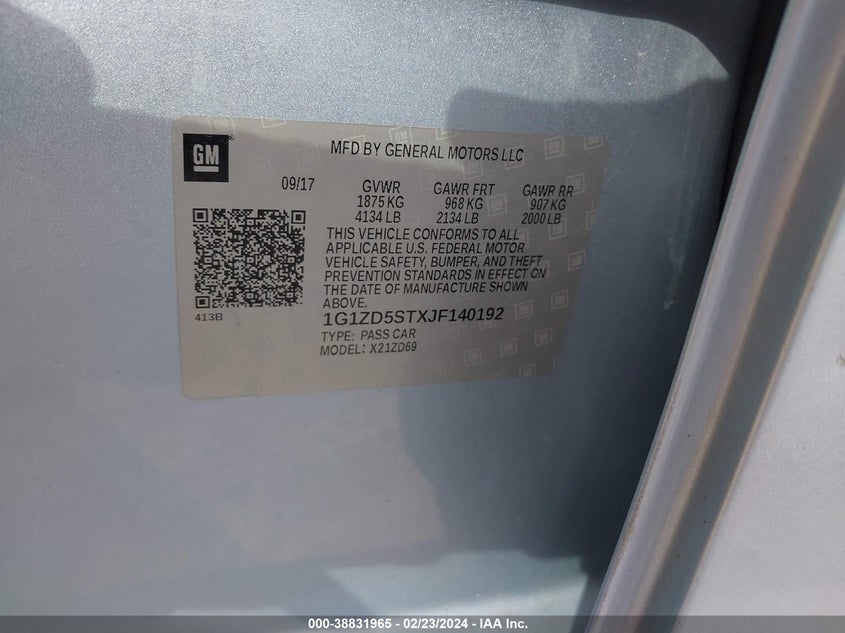 GM
MFD BY GENERAL MOTORS LLC
09/17 GVWR GAWR FRT GAWR RR
1875 KG 968 KG 907 KG
4134 LB 2134 LB 2000 LB
THIS VEHICLE CONFORMS TO ALL
APPLICABLE U.S. FEDERAL MOTOR
VEHICLE SAFETY, BUMPER, AND THEFT
PREVENTION STANDARDS IN EFFECT ON
THE DATE OF MANUFACTURE SHOWN
ABOVE.
413B
1G1ZD5STXJF140192
TYPE: PASS CAR
MODEL: X21ZD69
000-38831965 - 02/23/2024 - IAA Inc.